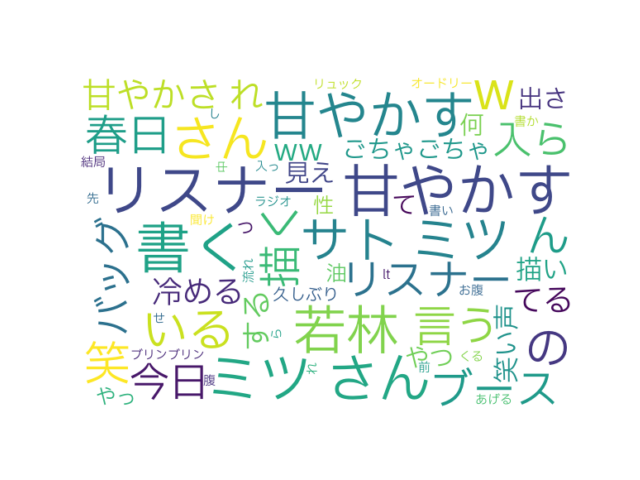 リュック オードリー
甘やかされ 甘やかす w 出さ
春日 さん 何 入ら 書か
し ww ごちゃごちゃ
結局 中 入っ 見え
先 リスナー 甘やかす
ラジオ 性 て 書い
聞け つ
バッグ 書く 描く サトミツ ん
流れ 油 lt リスナー 描い
冷める 久しぶり お腹 てる
せ いる する 若林 言う 笑い声 の
プリンプリン ら やつ くる
笑 今日 腹 ミツ さん れ 前 ブース
やっ あげる